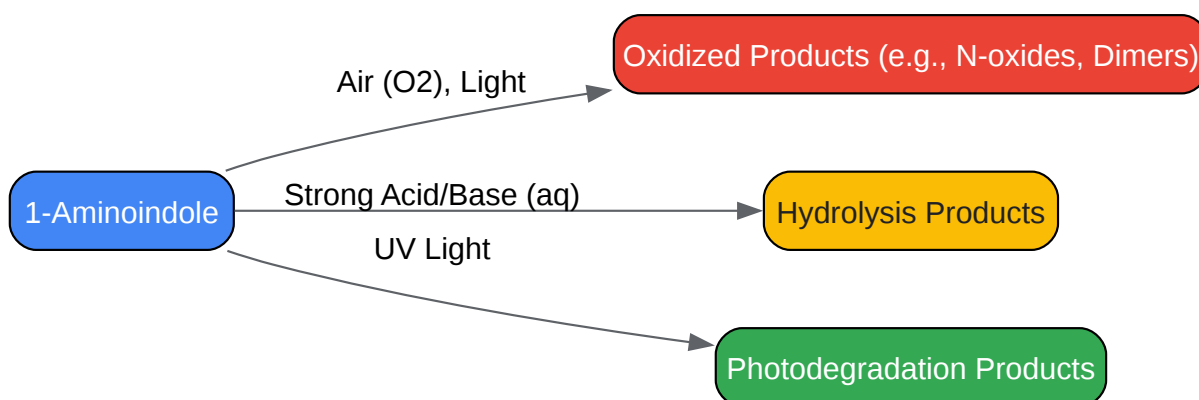 Oxidized Products (e.g., N-oxides, Dimers)
Air (O2), Light
1-Aminoindole
Strong Acid/Base (aq)
Hydrolysis Products
UV Light
Photodegradation Products